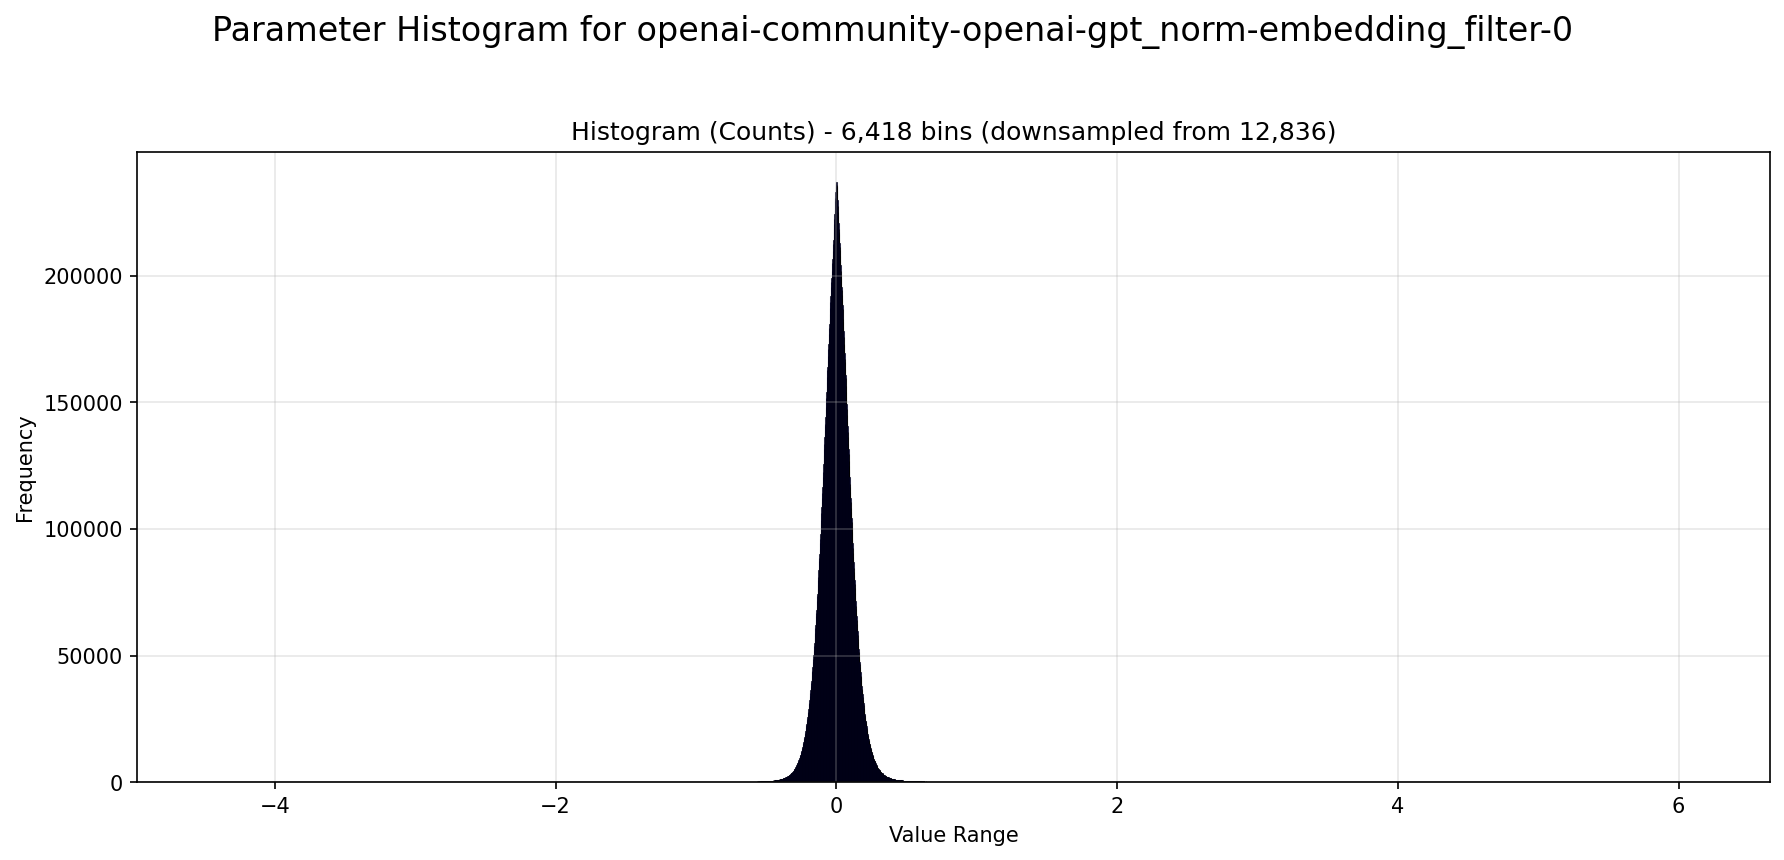 Parameter Histogram for openai-community-openai-gpt_norm-embedding_filter-0
Histogram (Counts) - 6,418 bins (downsampled from 12,836)
Frequency
200000
150000
100000
50000
0
−4
−2
0
2
4
6
Value Range